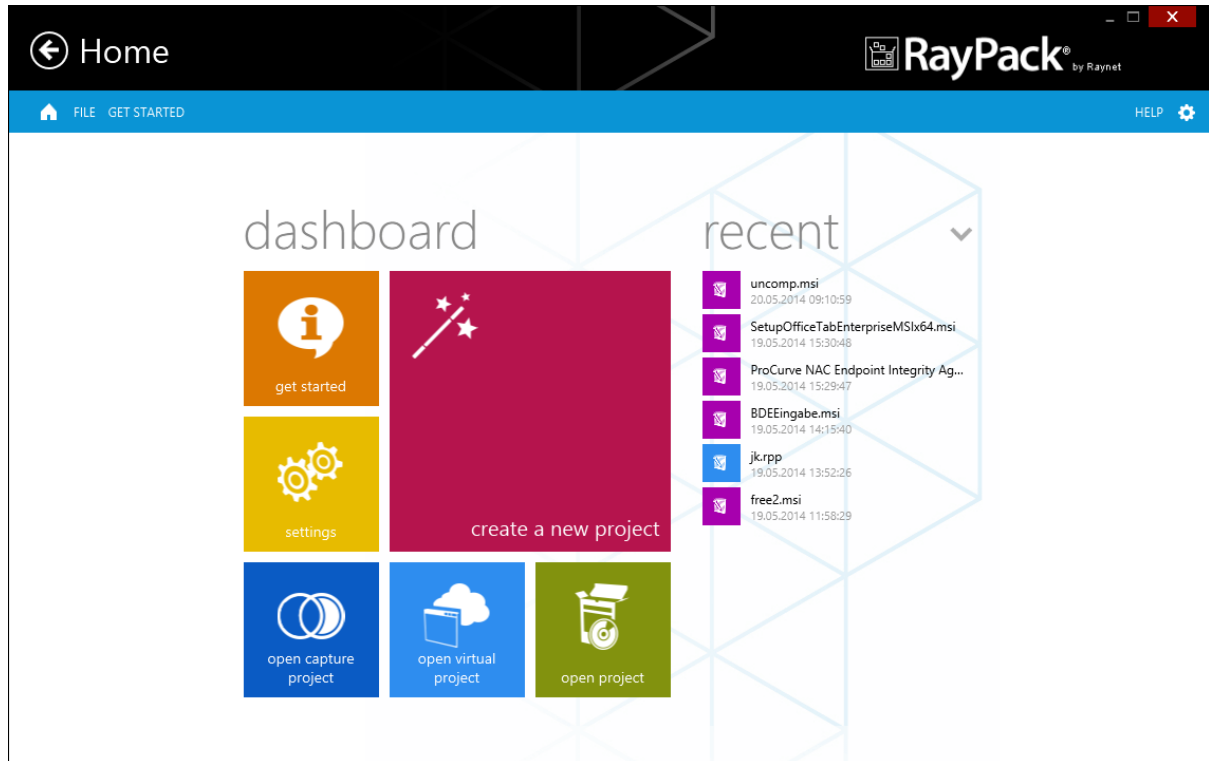 Home
RayPack®
by Raynet
FILE GET STARTED
HELP
dashboard
get started
create a new project
settings
open capture
project
open virtual
project
open project
recent
uncomp.msi
20.05.2014 09:10:59
SetupOfficeTabEnterpriseMSIx64.msi
19.05.2014 15:30:48
ProCurve NAC Endpoint Integrity Ag...
19.05.2014 15:29:47
BDEEingabe.msi
19.05.2014 14:15:40
jk.rpp
19.05.2014 13:52:26
free2.msi
19.05.2014 11:58:29